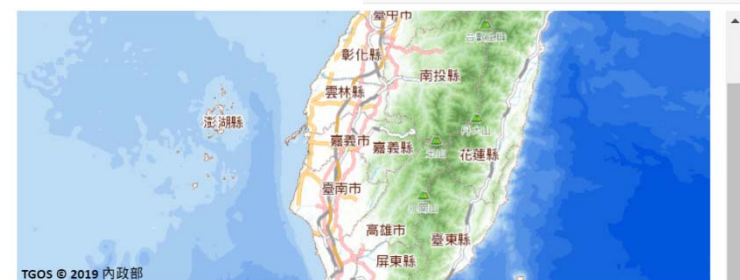 臺中市
彰化縣
南投縣
雲林縣
澎湖縣
嘉義市
嘉義縣
花蓮縣
臺南市
高雄市
臺東縣
屏東縣
TGOS © 2019 內政部